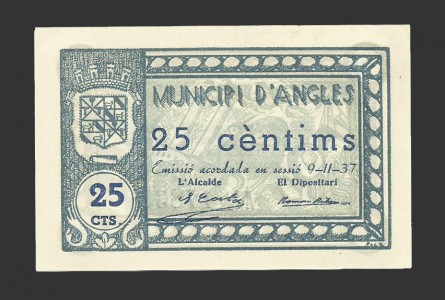 MUNICIPI D'ANGLES
25 cèntims
Emissió acordada en sessió 9-11-37
L'Alcalde El Dipositari
25
CTS.